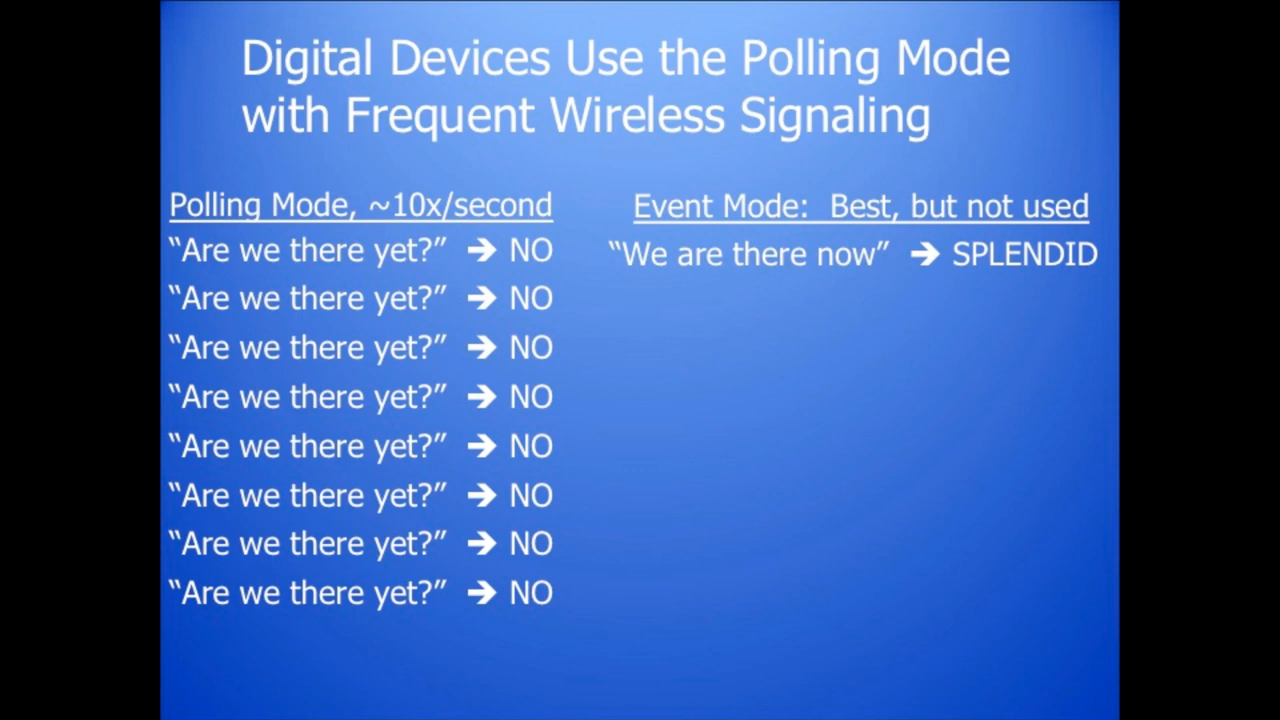 Digital Devices Use the Polling Mode
with Frequent Wireless Signaling
Polling Mode, ~10x/second
“Are we there yet?” ➔ NO
“Are we there yet?” ➔ NO
“Are we there yet?” ➔ NO
“Are we there yet?” ➔ NO
“Are we there yet?” ➔ NO
“Are we there yet?” ➔ NO
“Are we there yet?” ➔ NO
“Are we there yet?” ➔ NO
Event Mode:  Best, but not used
“We are there now” ➔ SPLENDID